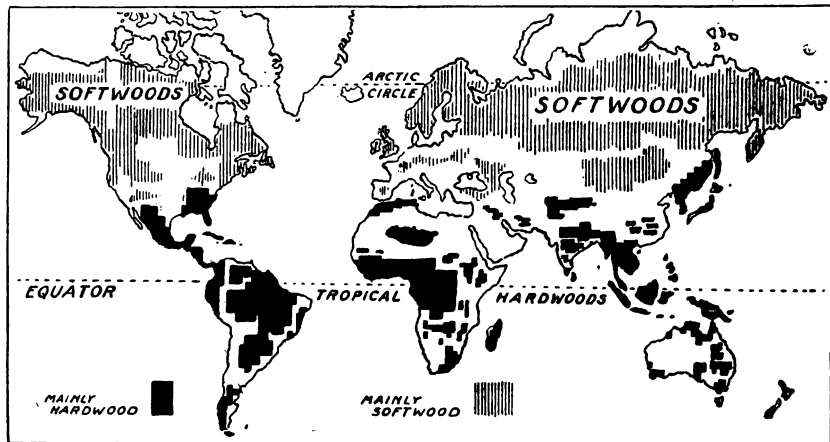 ARCTIC
CIRCLE
SOFTWOODS
SOFTWOODS
EQUATOR
TROPICAL
HARDWOODS
MAINLY
HARDWOOD
MAINLY
SOFTWOOD